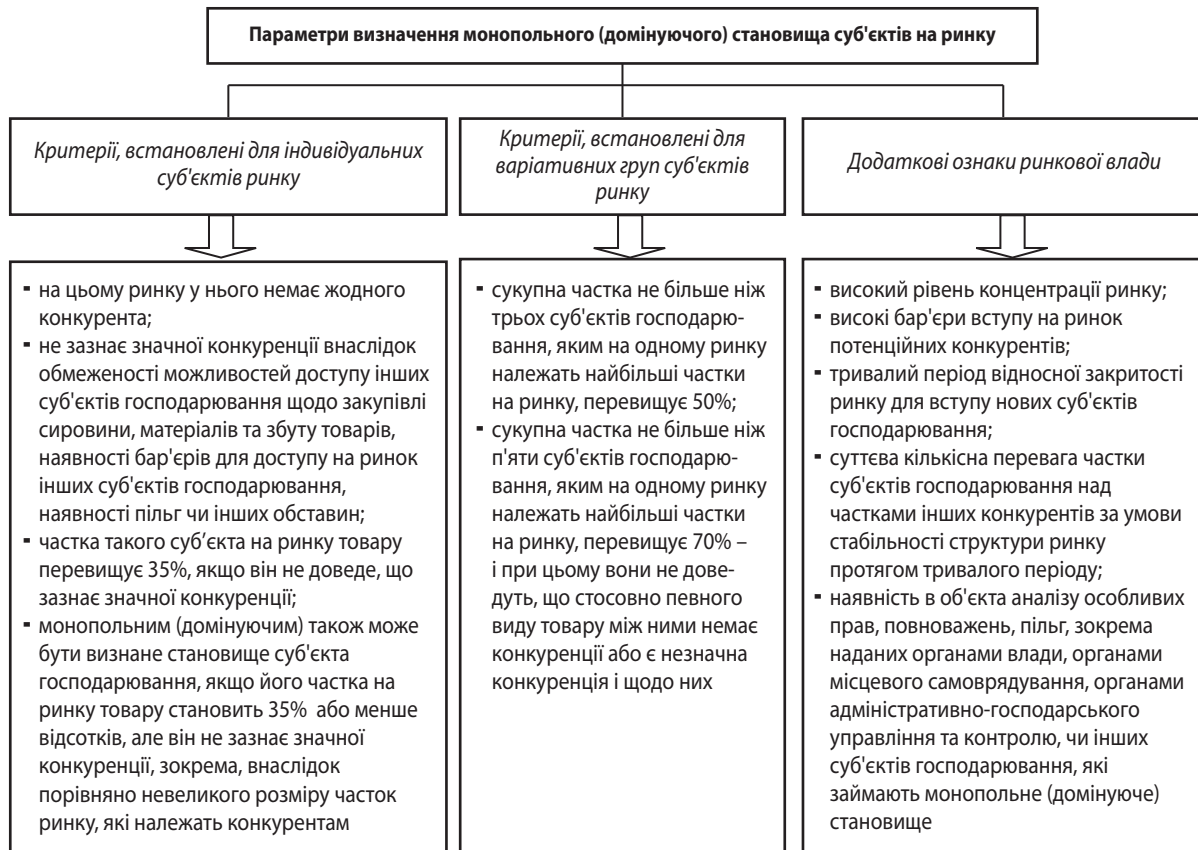 Параметри визначення монопольного (домінуючого) становища суб'єктів на ринку
Критерії, встановлені для індивідуальних
суб'єктів ринку
Критерії, встановлені для
варіативних груп суб'єктів
ринку
Додаткові ознаки ринкової влади
- на цьому ринку у нього немає жодного
конкурента;
- не зазнає значної конкуренції внаслідок
обмеженості можливостей доступу інших
суб'єктів господарювання щодо закупівлі
сировини, матеріалів та збуту товарів,
наявності бар'єрів для доступу на ринок
інших суб'єктів господарювання,
наявності пільг чи інших обставин;
- частка такого суб’єкта на ринку товару
перевищує 35%, якщо він не доведе, що
зазнає значної конкуренції;
- монопольним (домінуючим) також може
бути визнане становище суб'єкта
господарювання, якщо його частка на
ринку товару становить 35% або менше
відсотків, але він не зазнає значної
конкуренції, зокрема, внаслідок
порівняно невеликого розміру часток
ринку, які належать конкурентам
- сукупна частка не більше ніж
трьох суб'єктів господарю-
вання, яким на одному ринку
належать найбільші частки
на ринку, перевищує 50%;
- сукупна частка не більше ніж
п'яти суб'єктів господарю-
вання, яким на одному ринку
належать найбільші частки
на ринку, перевищує 70% –
і при цьому вони не дове-
дуть, що стосовно певного
виду товару між ними немає
конкуренції або є незначна
конкуренція і щодо них
- високий рівень концентрації ринку;
- високі бар'єри вступу на ринок
потенційних конкурентів;
- тривалий період відносної закритості
ринку для вступу нових суб'єктів
господарювання;
- суттєва кількісна перевага частки
суб'єктів господарювання над
частками інших конкурентів за умови
стабільності структури ринку
протягом тривалого періоду;
- наявність в об'єкта аналізу особливих
прав, повноважень, пільг, зокрема
наданих органами влади, органами
місцевого самоврядування, органами
адміністративно-господарського
управління та контролю, чи інших
суб'єктів господарювання, які
займають монопольне (домінуюче)
становище